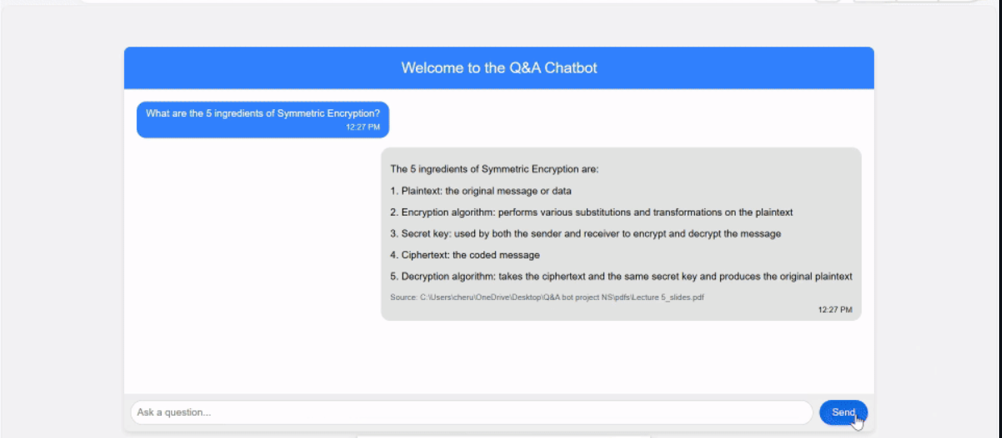 Welcome to the Q&A Chatbot
What are the 5 ingredients of Symmetric Encryption?
12:27 PM
The 5 ingredients of Symmetric Encryption are:
1. Plaintext: the original message or data
2. Encryption algorithm: performs various substitutions and transformations on the plaintext
3. Secret key: used by both the sender and receiver to encrypt and decrypt the message
4. Ciphertext: the coded message
5. Decryption algorithm: takes the ciphertext and the same secret key and produces the original plaintext
Source: C:\Users\cheru\OneDrive\Desktop\Q&A bot project NS\pdfs\Lecture 5_slides.pdf
12:27 PM
Ask a question...
Send